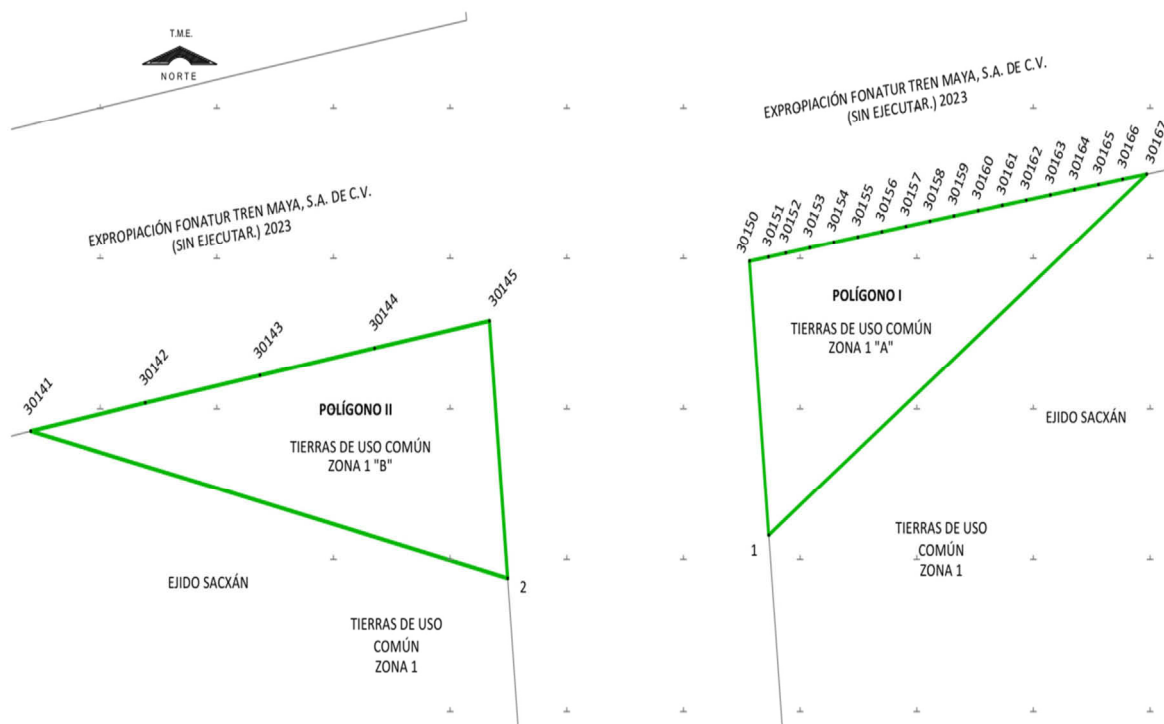 T.M.E.
NORTE
EXPROPIACIÓN FONATUR TREN MAYA, S.A. DE C.V.
(SIN EJECUTAR.) 2023
30141
30142
30143
30144
30145
POLÍGONO II
TIERRAS DE USO COMÚN
ZONA 1 "B"
EJIDO SACXÁN
2
TIERRAS DE USO
COMÚN
ZONA 1
EXPROPIACIÓN FONATUR TREN MAYA, S.A. DE C.V.
(SIN EJECUTAR.) 2023
30150
30151
30152
30153
30154
30155
30156
30157
30158
30159
30160
30161
30162
30163
30164
30165
30166
30167
POLÍGONO I
TIERRAS DE USO COMÚN
ZONA 1 "A"
EJIDO SACXÁN
1
TIERRAS DE USO
COMÚN
ZONA 1